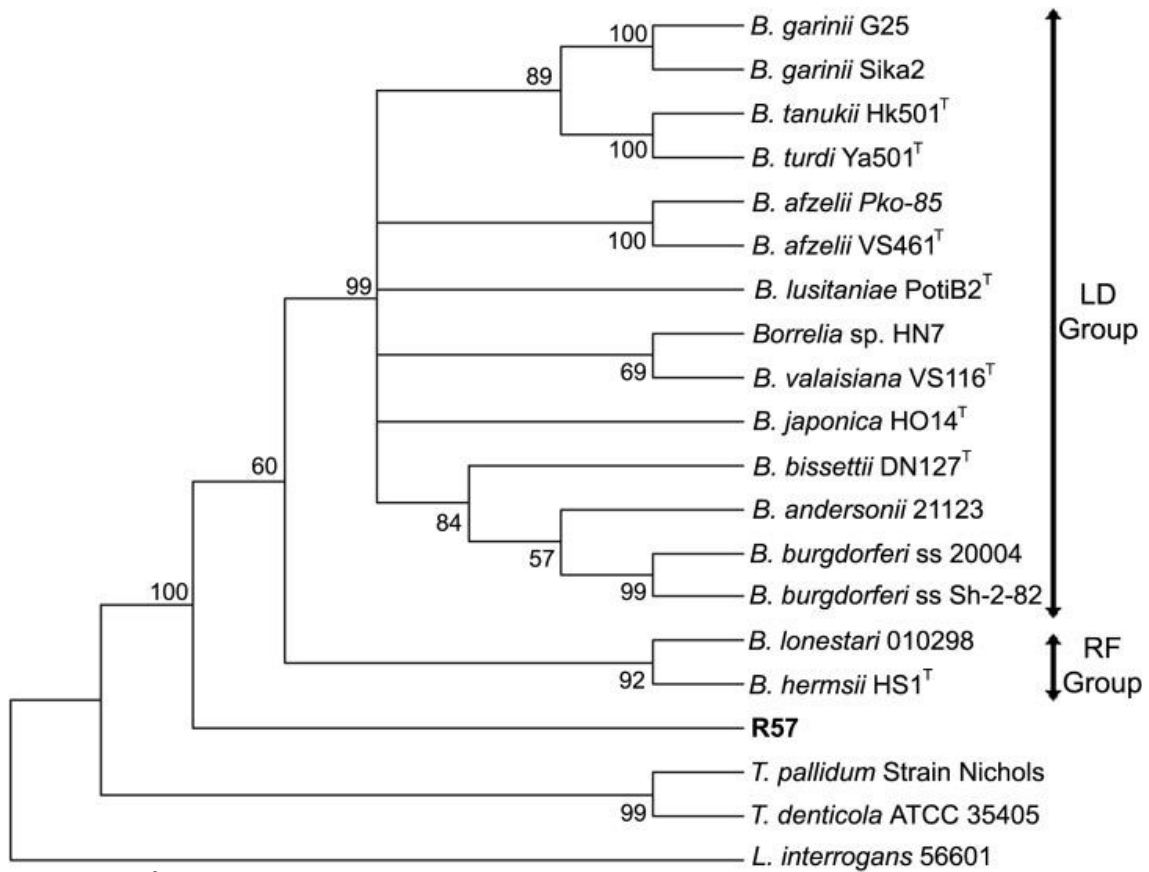 100
B. garinii G25
B. garinii Sika2
89
B. tanukii Hk501ᵀ
100
B. turdi Ya501ᵀ
B. afzelii Pko-85
100
B. afzelii VS461ᵀ
99
B. lusitaniae PotiB2ᵀ
LD
Group
Borrelia sp. HN7
69
B. valaisiana VS116ᵀ
B. japonica HO14ᵀ
60
B. bissettii DN127ᵀ
84
B. andersonii 21123
57
B. burgdorferi ss 20004
99
B. burgdorferi ss Sh-2-82
100
B. lonestari 010298
92
B. hermsii HS1ᵀ
RF
Group
R57
T. pallidum Strain Nichols
99
T. denticola ATCC 35405
L. interrogans 56601